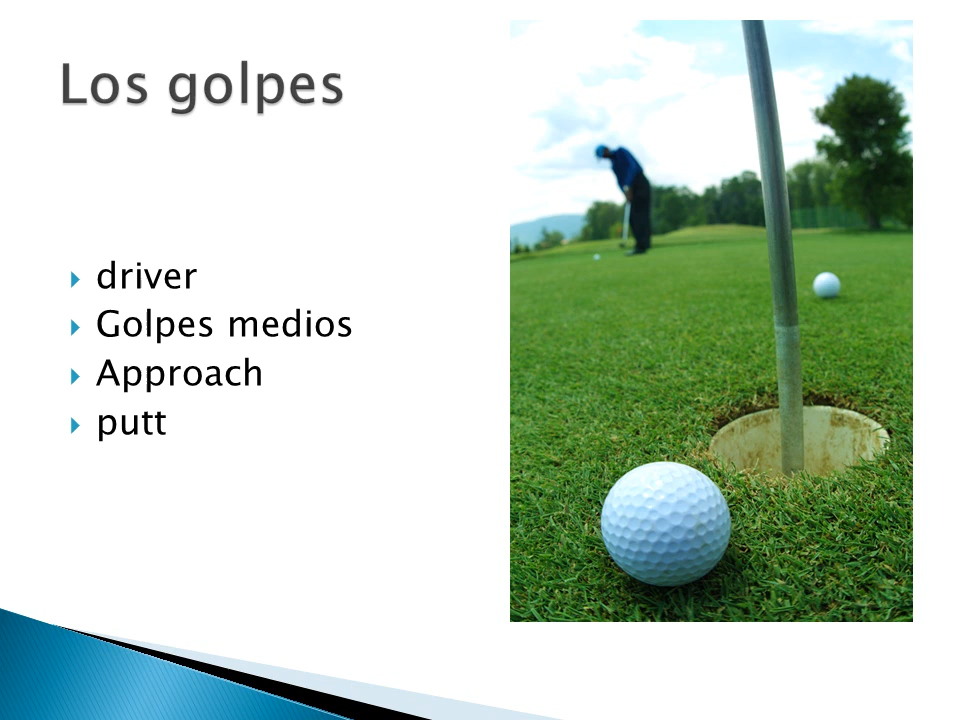 Los golpes
driver
Golpes medios
Approach
putt